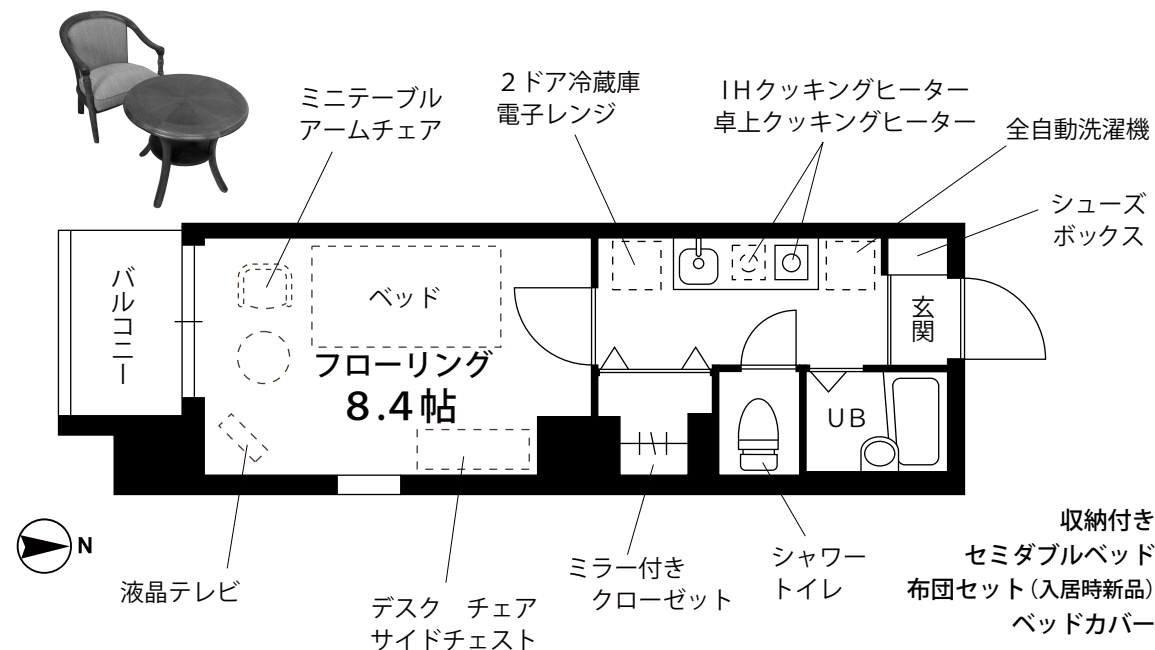 ミニテーブル
アームチェア
２ドア冷蔵庫
電子レンジ
IHクッキングヒーター
卓上クッキングヒーター
全自動洗濯機
シューズ
ボックス
バルコニー
ベッド
フローリング
8.4帖
玄関
UB
N
液晶テレビ
デスク　チェア
サイドチェスト
ミラー付き
クローゼット
シャワー
トイレ
収納付き
セミダブルベッド
布団セット（入居時新品）
ベッドカバー